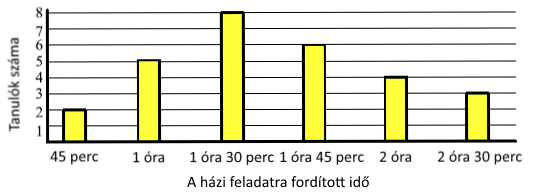 Tanulók száma
8
7
6
5
4
3
2
1
45 perc 1 óra 1 óra 30 perc 1 óra 45 perc 2 óra 2 óra 30 perc
A házi feladatra fordított idő